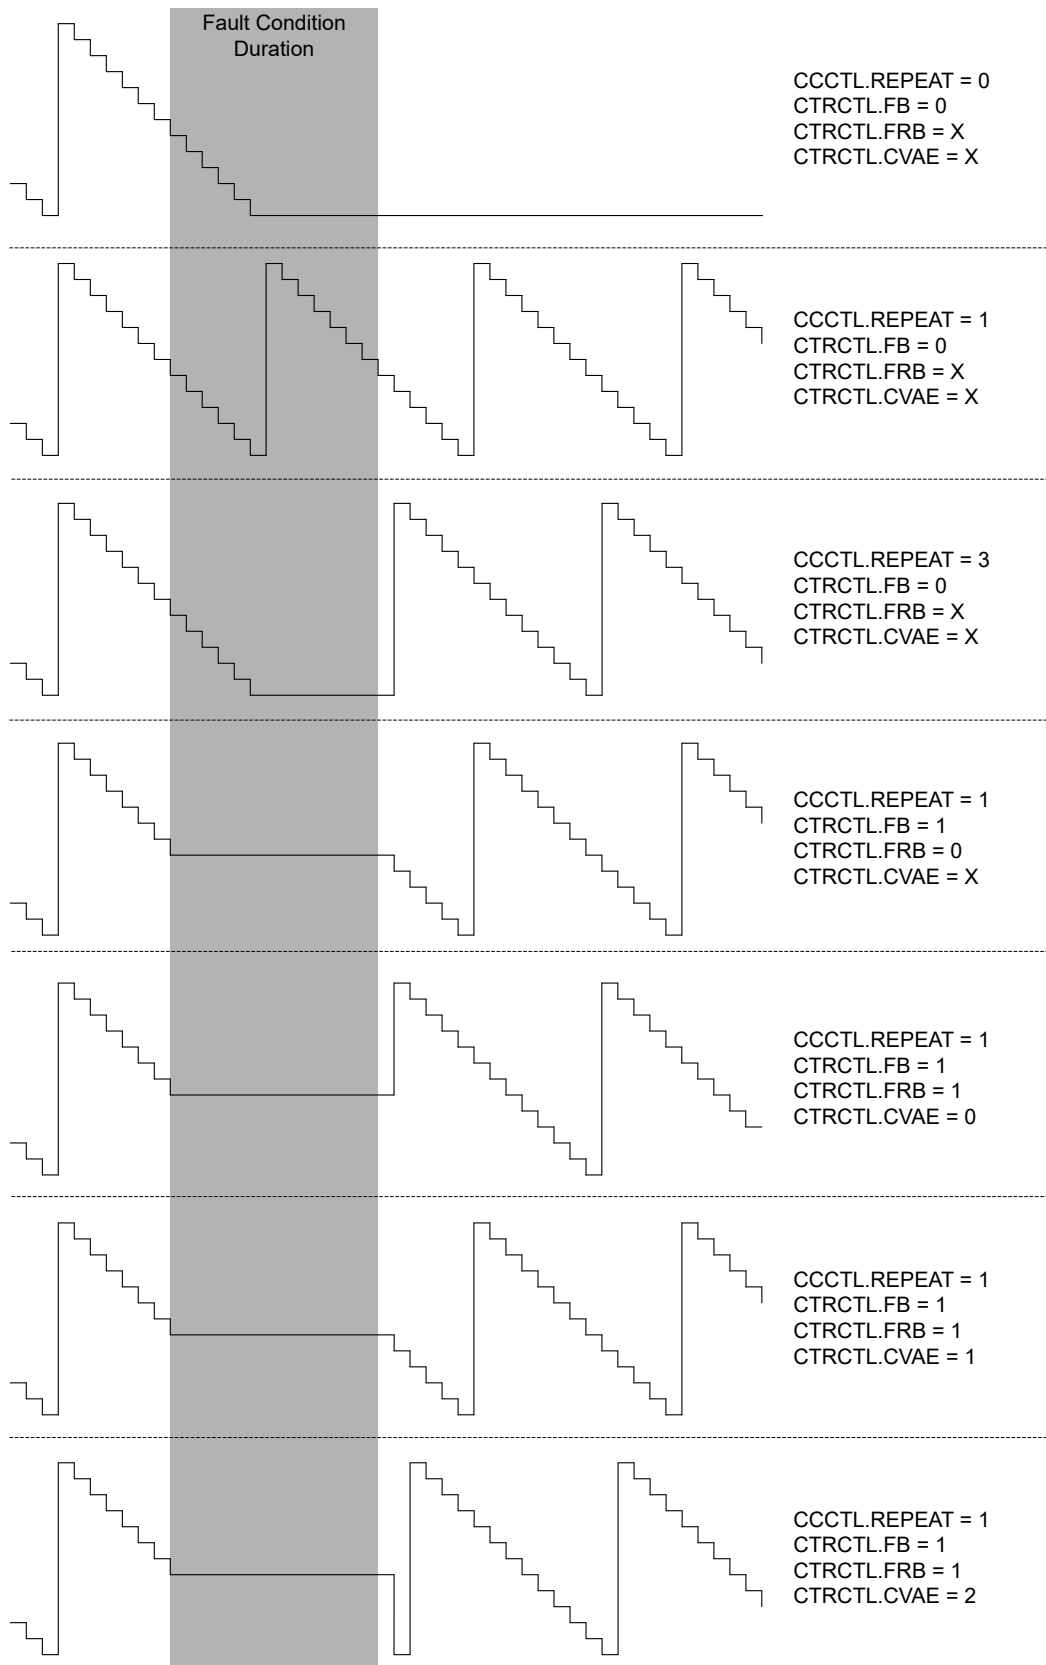 Fault Condition
Duration
CCCTL.REPEAT = 0
CTRCTL.FB = 0
CTRCTL.FRB = X
CTRCTL.CVAE = X
CCCTL.REPEAT = 1
CTRCTL.FB = 0
CTRCTL.FRB = X
CTRCTL.CVAE = X
CCCTL.REPEAT = 3
CTRCTL.FB = 0
CTRCTL.FRB = X
CTRCTL.CVAE = X
CCCTL.REPEAT = 1
CTRCTL.FB = 1
CTRCTL.FRB = 0
CTRCTL.CVAE = X
CCCTL.REPEAT = 1
CTRCTL.FB = 1
CTRCTL.FRB = 1
CTRCTL.CVAE = 0
CCCTL.REPEAT = 1
CTRCTL.FB = 1
CTRCTL.FRB = 1
CTRCTL.CVAE = 1
CCCTL.REPEAT = 1
CTRCTL.FB = 1
CTRCTL.FRB = 1
CTRCTL.CVAE = 2